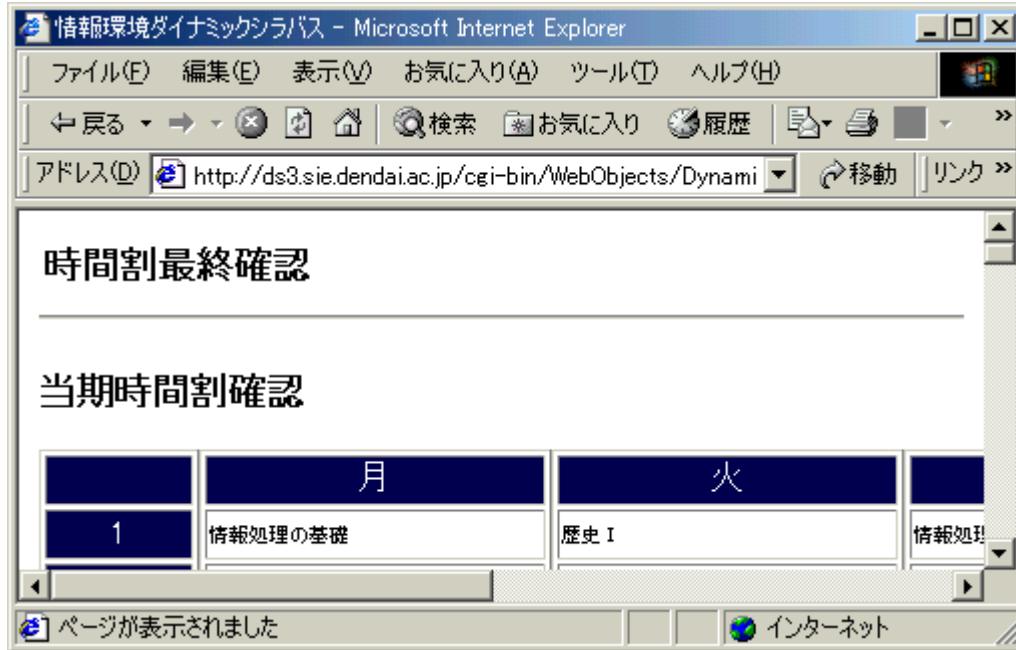 情報環境ダイナミックシラバス - Microsoft Internet Explorer
ファイル(F) 編集(E) 表示(V) お気に入り(A) ツール(T) ヘルプ(H)
戻る 検索 お気に入り 履歴 »
アドレス(D) http://ds3.sie.dendai.ac.jp/cgi-bin/WebObjects/Dynami 移動 リンク »
時間割最終確認
当期時間割確認
月 火
1 情報処理の基礎 歴史 I 情報処理
ページが表示されました インターネット